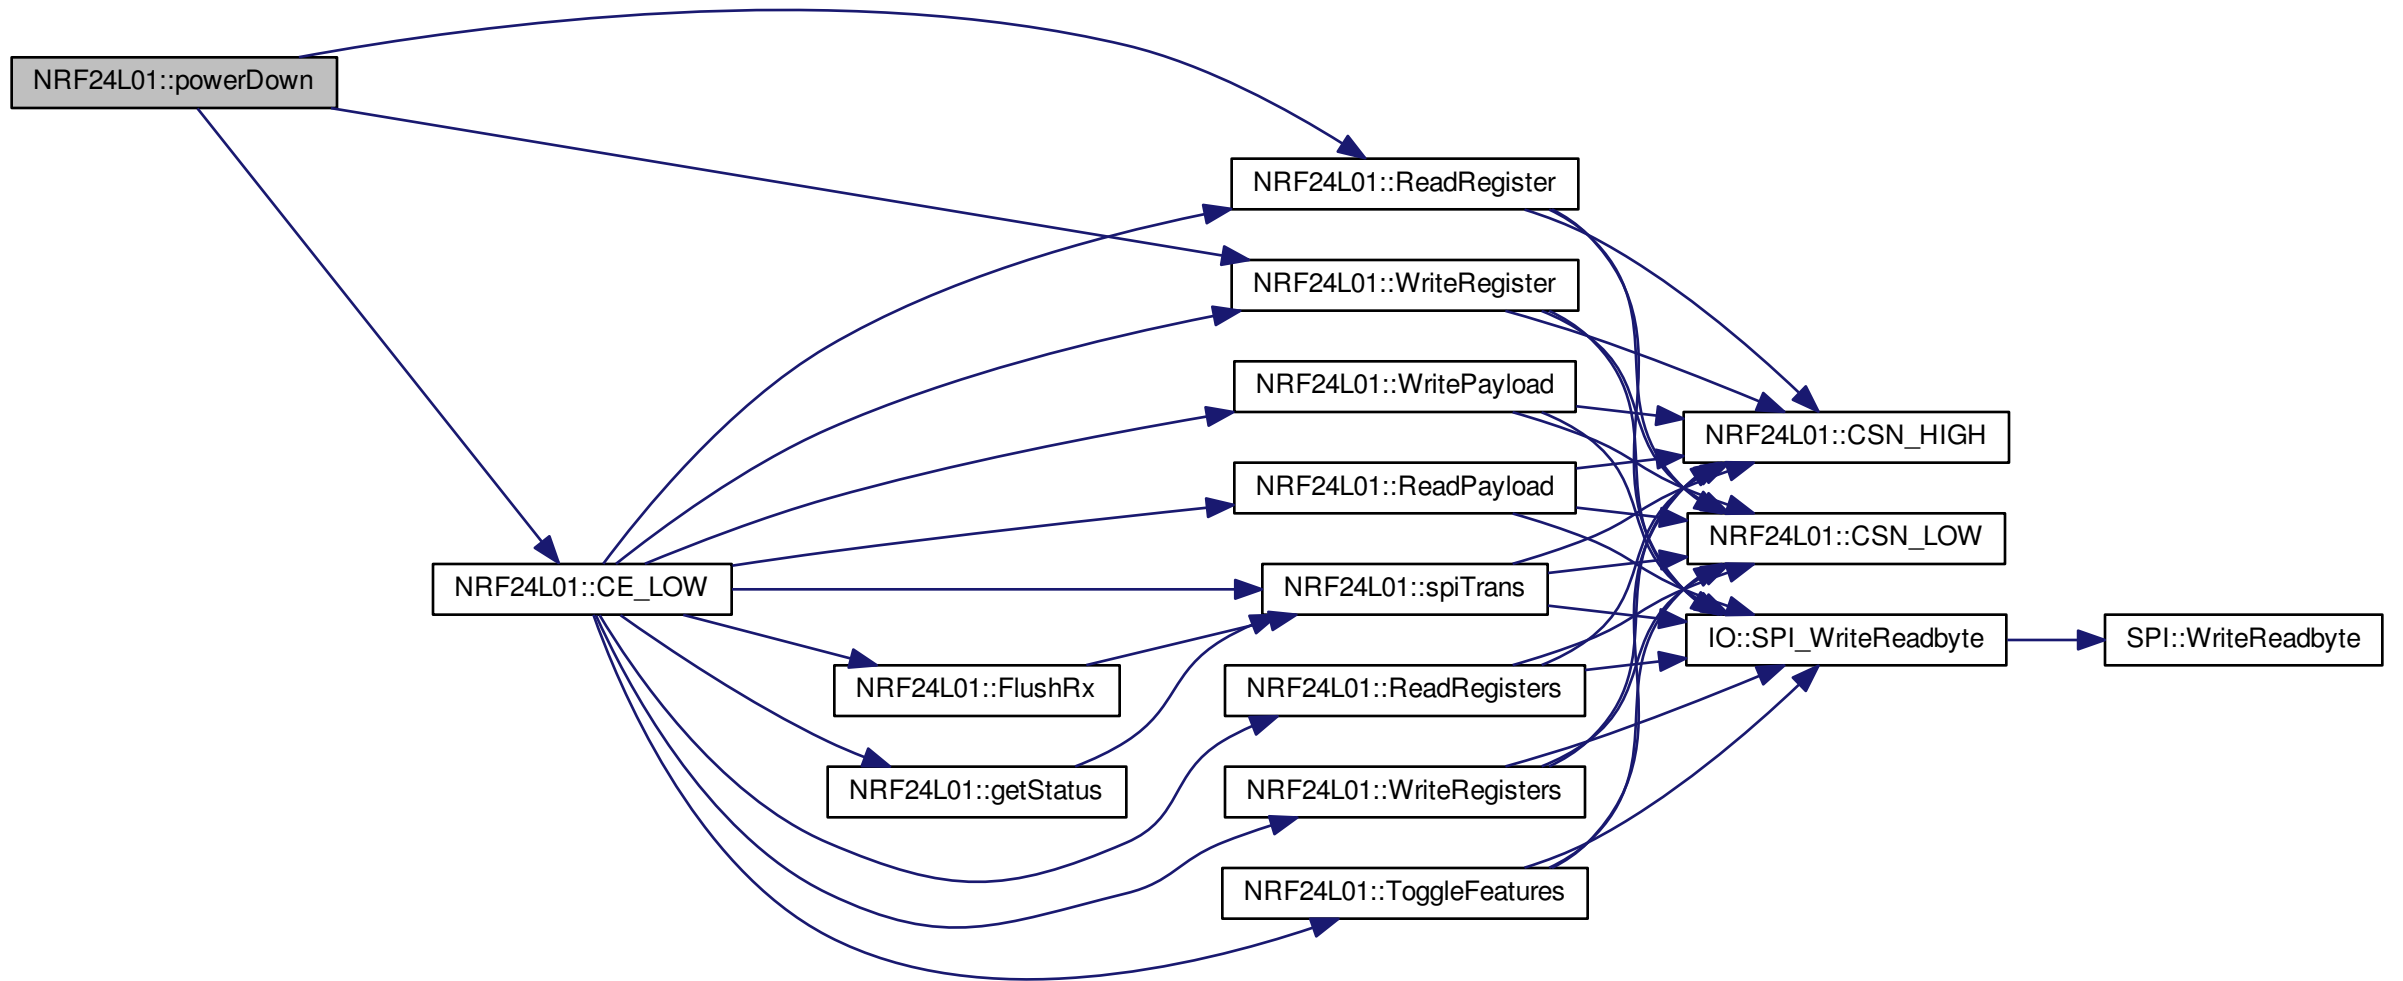 NRF24L01::powerDown
NRF24L01::ReadRegister
NRF24L01::WriteRegister
NRF24L01::WritePayload
NRF24L01::CSN_HIGH
NRF24L01::ReadPayload
NRF24L01::CSN_LOW
NRF24L01::CE_LOW
NRF24L01::spiTrans
IO::SPI_WriteReadbyte
SPI::WriteReadbyte
NRF24L01::FlushRx
NRF24L01::ReadRegisters
NRF24L01::getStatus
NRF24L01::WriteRegisters
NRF24L01::ToggleFeatures